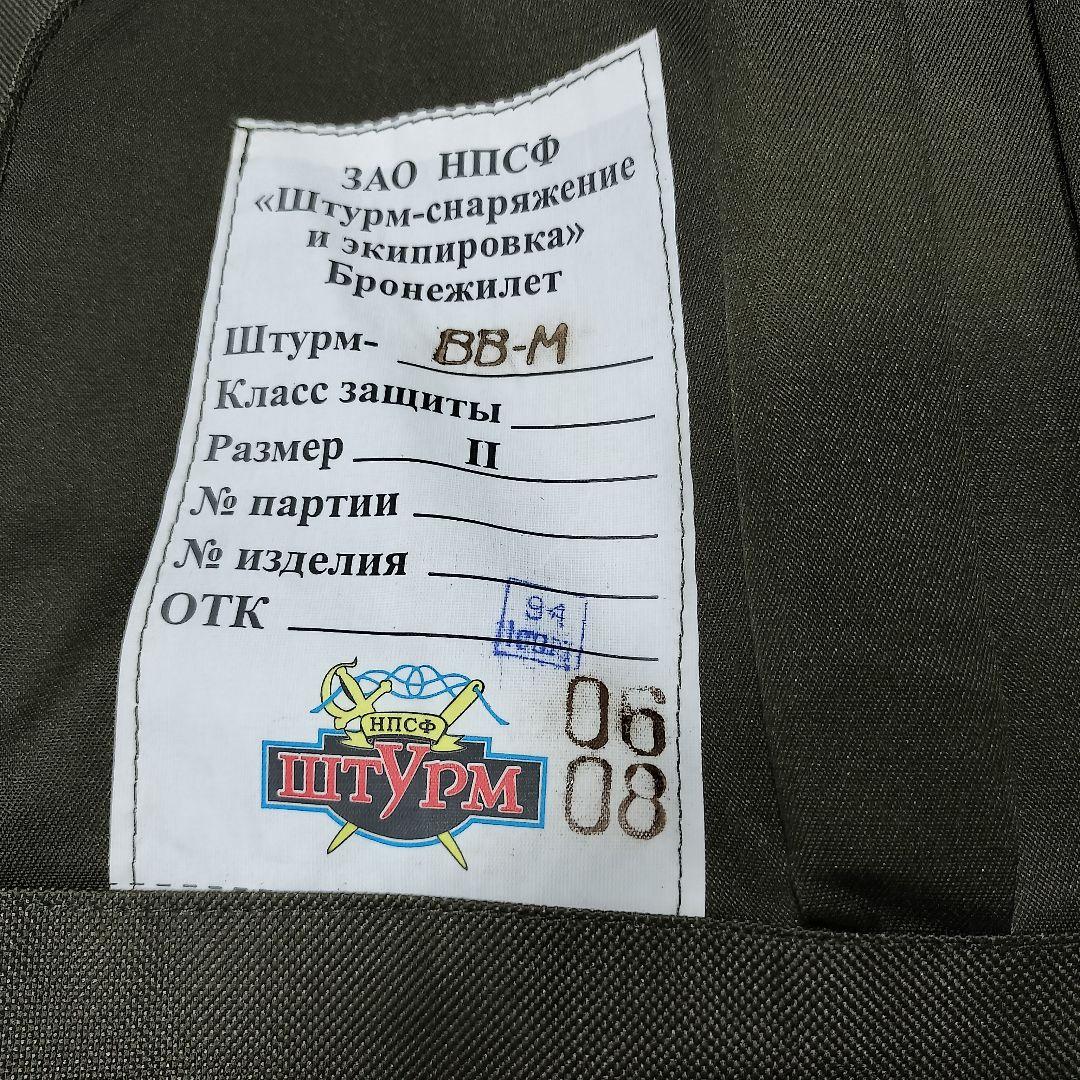 ЗАО НПСФ
«Штурм-снаряжение
и экипировка»
Бронежилет
Штурм- ВВ-М
Класс защиты
Размер II
№ партии
№ изделия
ОТК
94
НПСФ
ШТУРМ
06
08